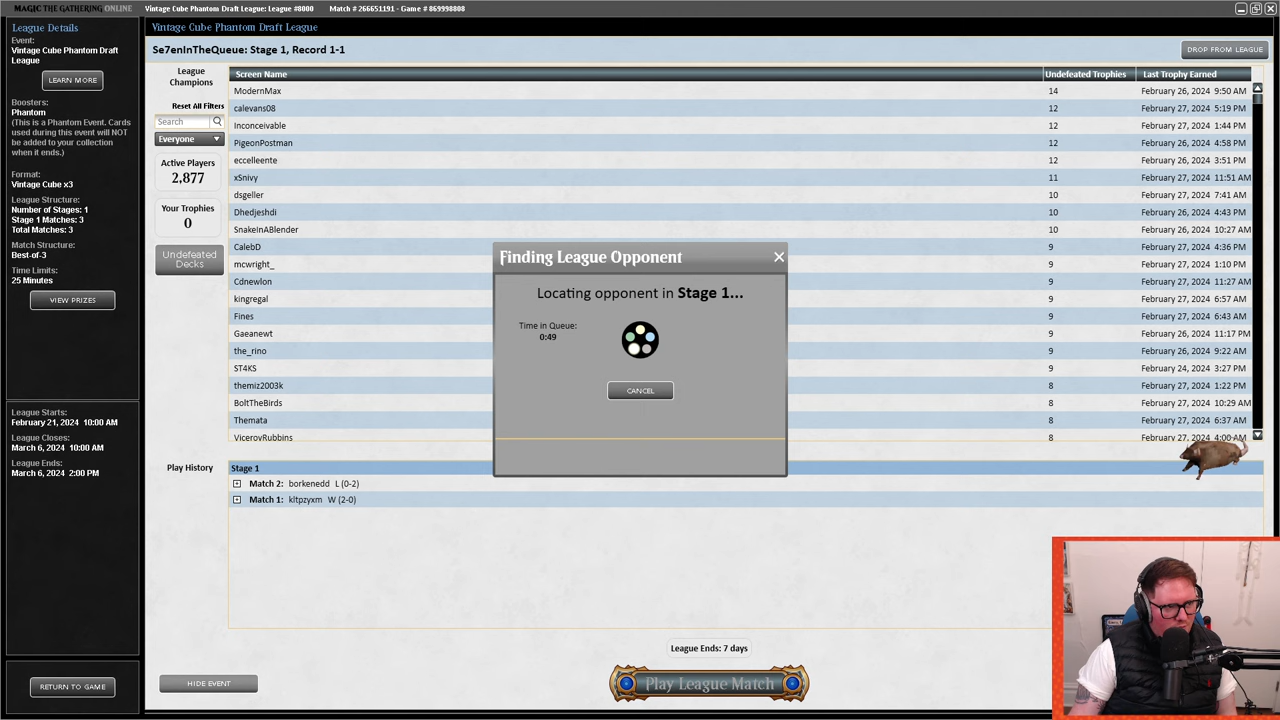 MAGIC THE GATHERING ONLINE
Vintage Cube Phantom Draft League: League #8000
Match # 266651191 - Game # 869998808
League Details
Event:
Vintage Cube Phantom Draft
League
LEARN MORE
Boosters:
Phantom
(This is a Phantom Event. Cards
used during this event will NOT
be added to your collection
when it ends.)
Format:
Vintage Cube x3
League Structure:
Number of Stages: 1
Stage 1 Matches: 3
Total Matches: 3
Match Structure:
Best-of-3
Time Limits:
25 Minutes
VIEW PRIZES
League Starts:
February 21, 2024 10:00 AM
League Closes:
March 6, 2024 10:00 AM
League Ends:
March 6, 2024 2:00 PM
RETURN TO GAME
Vintage Cube Phantom Draft League
Se7enInTheQueue: Stage 1, Record 1-1
DROP FROM LEAGUE
League
Champions
Reset All Filters
Search
Everyone
Active Players
2,877
Your Trophies
0
Undefeated
Decks
Screen Name Undefeated Trophies Last Trophy Earned
ModernMax 14 February 26, 2024 9:50 AM
calevans08 12 February 27, 2024 5:19 PM
Inconceivable 12 February 27, 2024 1:44 PM
PigeonPostman 12 February 27, 2024 4:58 PM
eccelleente 12 February 26, 2024 3:51 PM
xSnivy 11 February 27, 2024 11:51 AM
dsgeller 10 February 27, 2024 7:41 AM
Dhedjeshdi 10 February 26, 2024 4:43 PM
SnakeInABlender 10 February 26, 2024 10:27 AM
CalebD 9 February 27, 2024 4:36 PM
mcwright_ 9 February 27, 2024 1:10 PM
Cdnewlon 9 February 27, 2024 11:27 AM
kingregal 9 February 27, 2024 6:57 AM
Fines 9 February 27, 2024 6:43 AM
Gaeanewt 9 February 26, 2024 11:17 PM
the_rino 9 February 26, 2024 9:22 AM
ST4KS 9 February 24, 2024 3:27 PM
themiz2003k 8 February 27, 2024 1:22 PM
BoltTheBirds 8 February 27, 2024 10:29 AM
Themata 8 February 27, 2024 6:37 AM
VicerovRubbins 8 February 27, 2024 4:00 AM
Finding League Opponent
Locating opponent in Stage 1...
Time in Queue:
0:49
CANCEL
Play History
Stage 1
Match 2: borkenedd L (0-2)
Match 1: kltpzyxm W (2-0)
League Ends: 7 days
HIDE EVENT
Play League Match